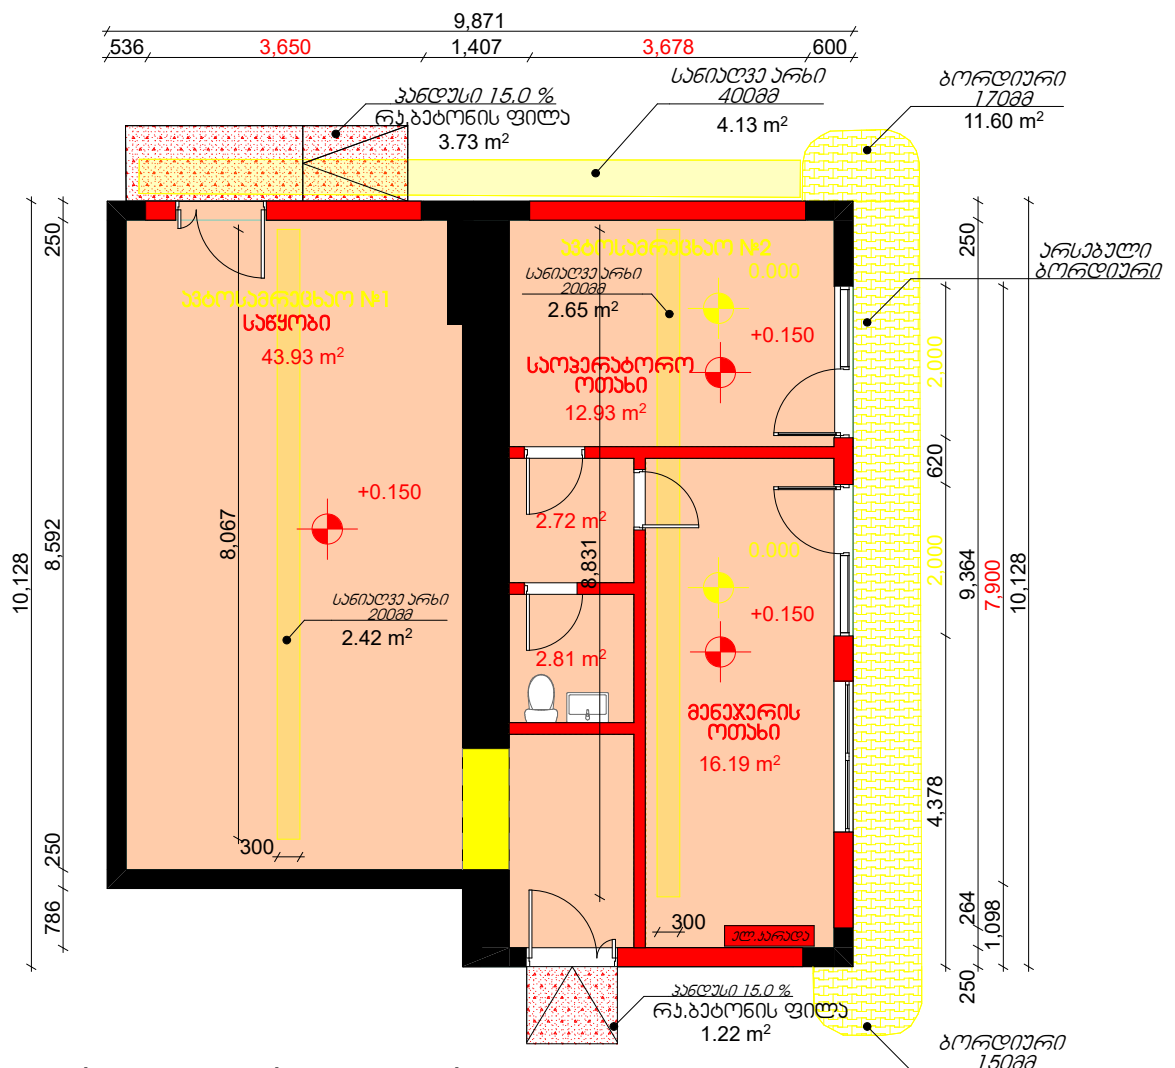 9,871
536
3,650
1,407
3,678
600
პანდუსი 15.0 %
რკ.ბეტონის ფილა
3.73 m²
სანიაღვე არხი
400მმ
4.13 m²
ბორდიური
170მმ
11.60 m²
არსებული
ბორდიური
250
8,592
250
786
10,128
ავტოსამრეცხაო №1
საწყობი
43.93 m²
+0.150
8,067
სანიაღვე არხი
200მმ
2.42 m²
300
ავტოსამრეცხაო №2
0.000
სანიაღვე არხი
200მმ
2.65 m²
+0.150
საოპერატორო
ოთახი
12.93 m²
2.72 m²
8,831
2.81 m²
0.000
+0.150
მენეჯერის
ოთახი
16.19 m²
300
ელ.კარადა
250
2,000
620
2,000
9,364
7,900
10,128
4,378
264
1,098
250
პანდუსი 15.0 %
რკ.ბეტონის ფილა
1.22 m²
ბორდიური
150მმ